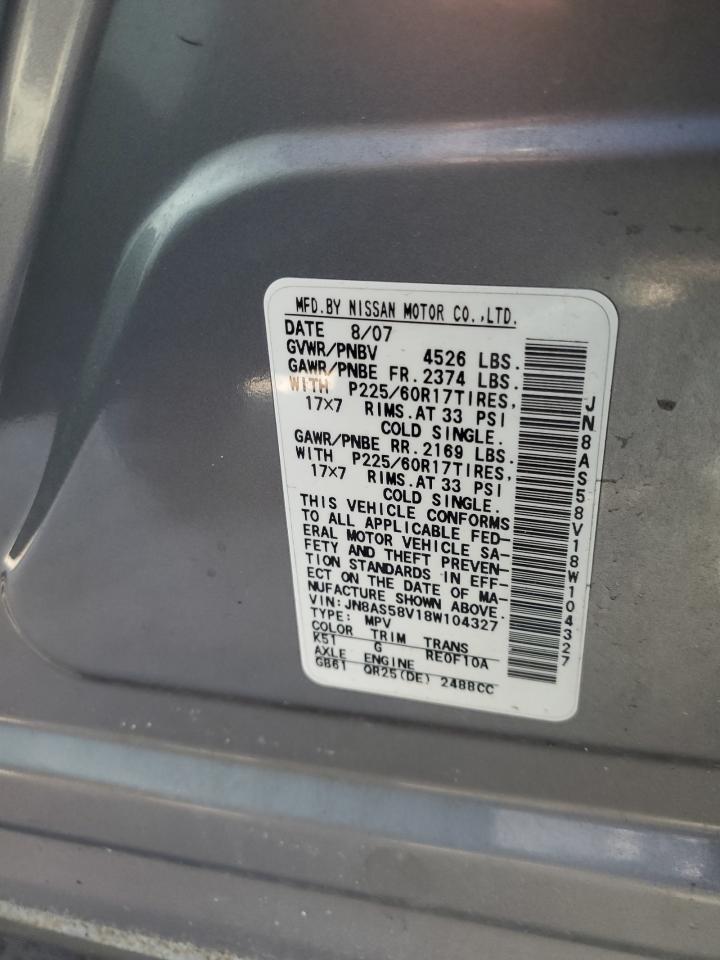 MFD.BY NISSAN MOTOR CO.,LTD.
DATE 8/07
GVWR/PNBV 4526 LBS.
GAWR/PNBE FR. 2374 LBS.
WITH P225/60R17TIRES,
17×7 RIMS.AT 33 PSI
COLD SINGLE.
GAWR/PNBE RR. 2169 LBS.
WITH P225/60R17TIRES,
17×7 RIMS.AT 33 PSI
COLD SINGLE.
THIS VEHICLE CONFORMS
TO ALL APPLICABLE FED-
ERAL MOTOR VEHICLE SA-
FETY AND THEFT PREVEN-
TION STANDARDS IN EFF-
ECT ON THE DATE OF MA-
NUFACTURE SHOWN ABOVE.
VIN: JN8AS58V18W104327
TYPE: MPV
COLOR TRIM TRANS
K51 G RE0F10A
AXLE ENGINE
GB61 QR25(DE) 2488CC
JN8AS58V18W104327